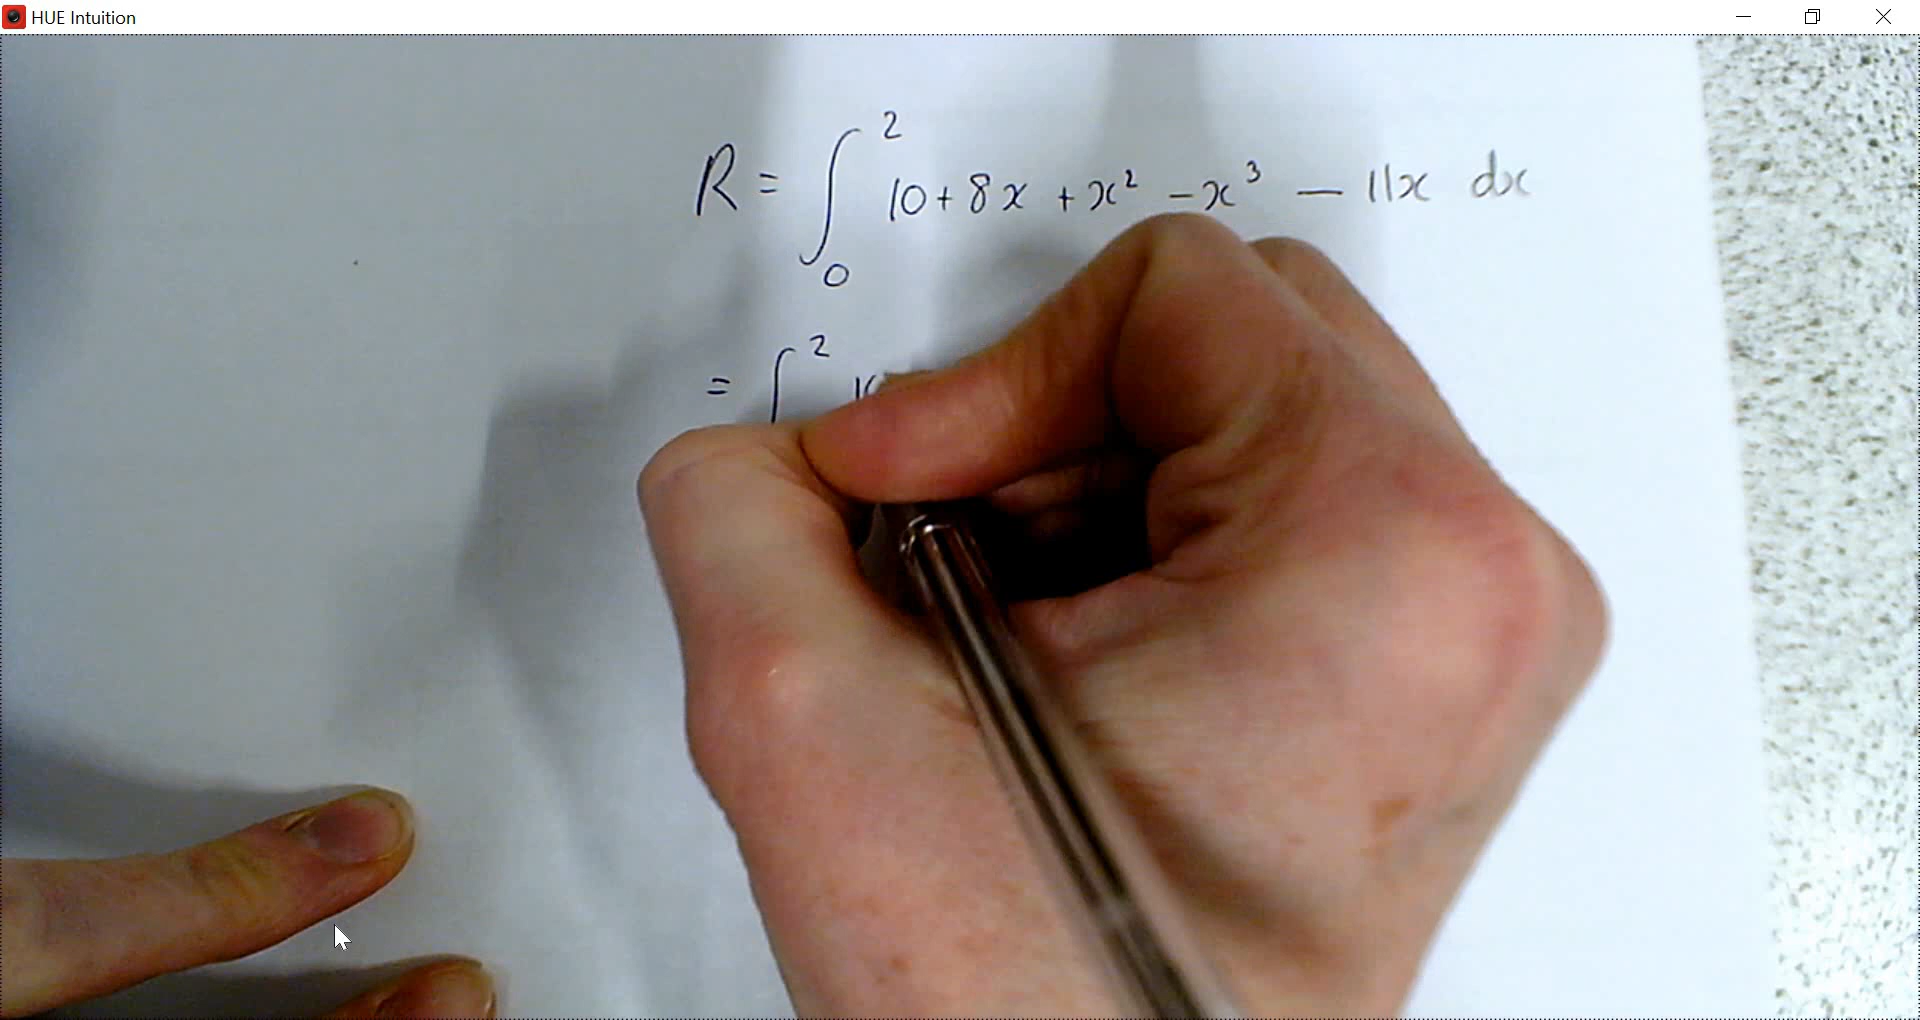 HUE Intuition
R = ∫₀² 10 + 8x + x² - x³ - 11x dx
= ∫ 2